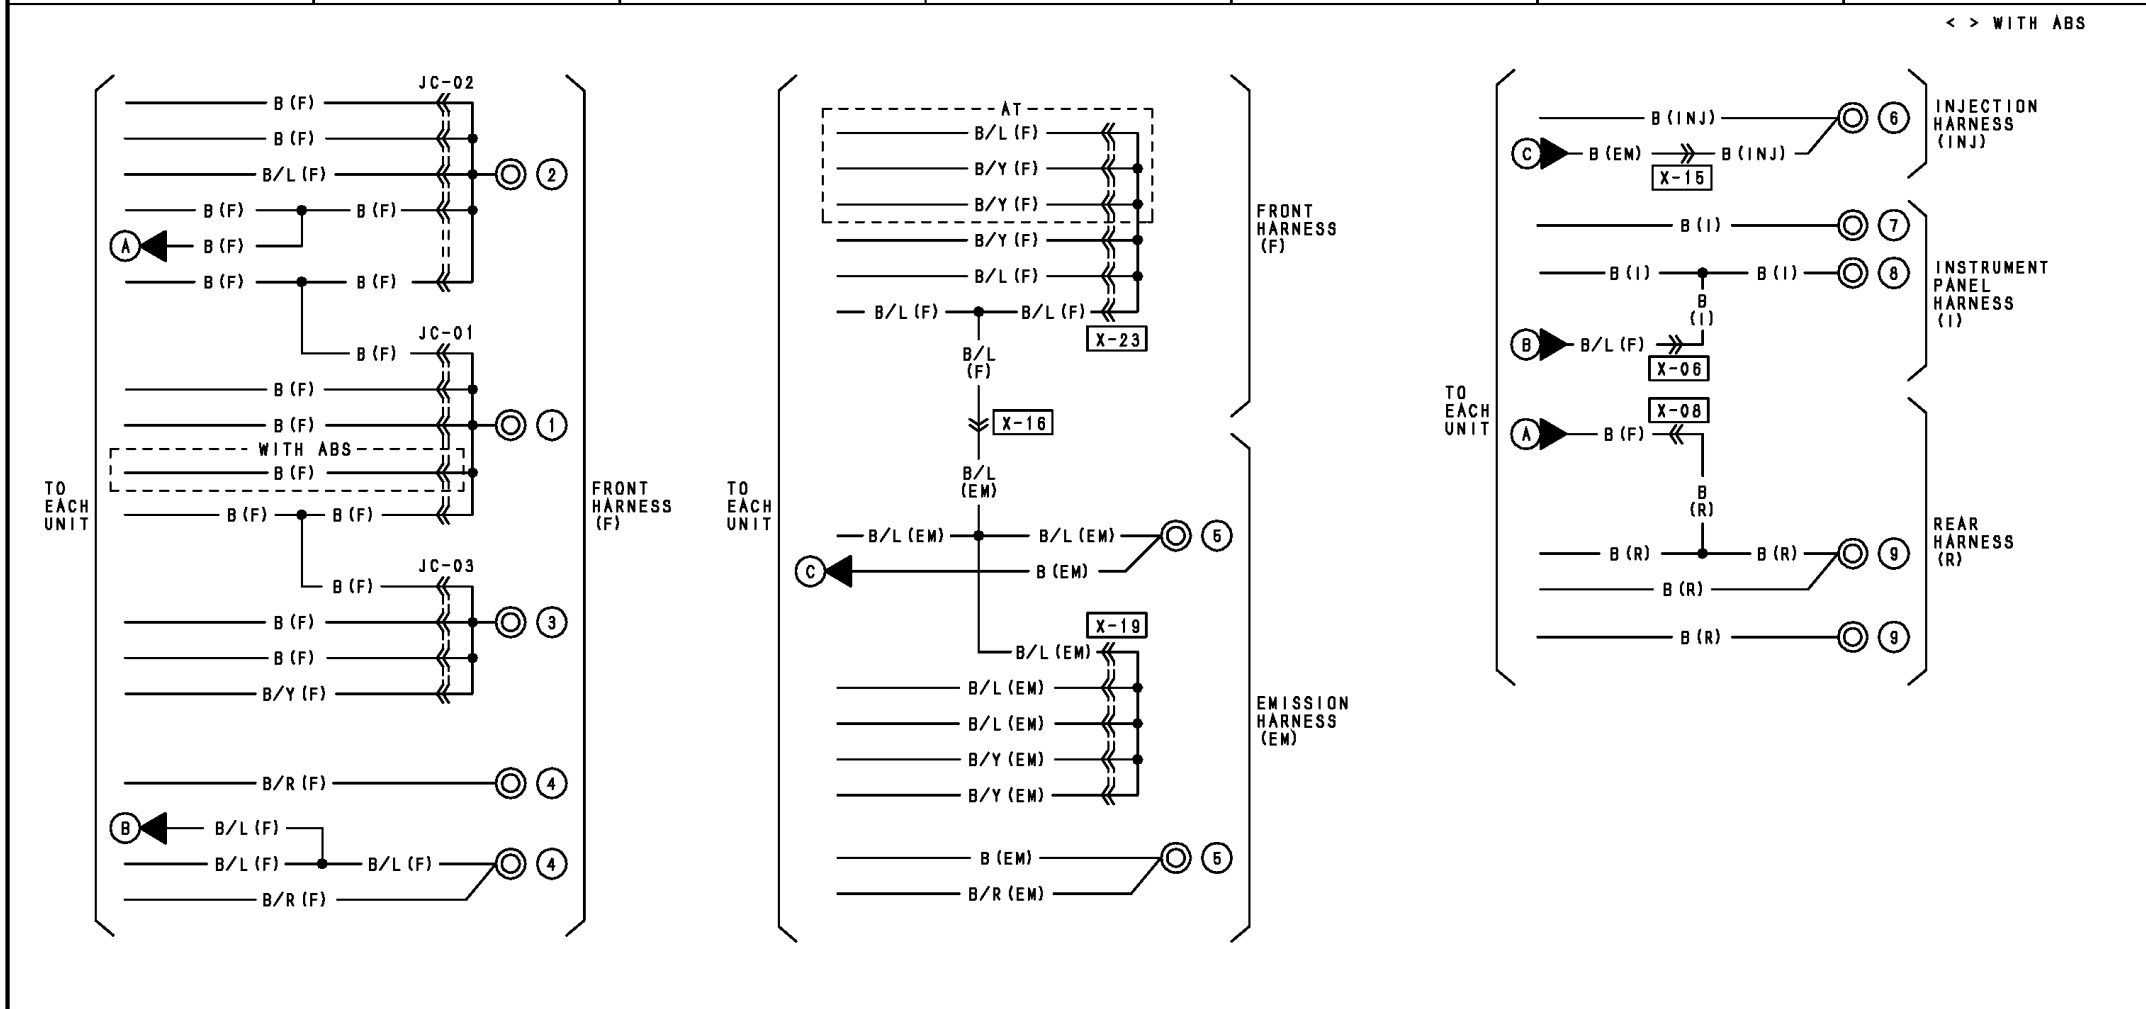 < > WITH ABS
JC-02
B (F)
B (F)
B/L (F)
2
B (F)
B (F)
A
B (F)
B (F)
B (F)
JC-01
B (F)
B (F)
B (F)
1
WITH ABS
B (F)
B (F)
B (F)
JC-03
B (F)
B (F)
3
B (F)
B/Y (F)
B/R (F)
4
B
B/L (F)
B/L (F)
B/L (F)
4
B/R (F)
TO
EACH
UNIT
FRONT
HARNESS
(F)
AT
B/L (F)
B/Y (F)
B/Y (F)
B/Y (F)
B/L (F)
B/L (F)
B/L (F)
X-23
B/L
(F)
X-16
B/L
(EM)
B/L (EM)
B/L (EM)
5
C
B (EM)
X-19
B/L (EM)
B/L (EM)
B/L (EM)
B/Y (EM)
B/Y (EM)
B (EM)
5
B/R (EM)
TO
EACH
UNIT
FRONT
HARNESS
(F)
EMISSION
HARNESS
(EM)
B (INJ)
6
C
B (EM)
B (INJ)
X-15
INJECTION
HARNESS
(INJ)
B (I)
7
B (I)
B (I)
8
B
(I)
B
B/L (F)
X-06
INSTRUMENT
PANEL
HARNESS
(I)
TO
EACH
UNIT
X-08
A
B (F)
B
(R)
B (R)
B (R)
9
B (R)
B (R)
9
REAR
HARNESS
(R)